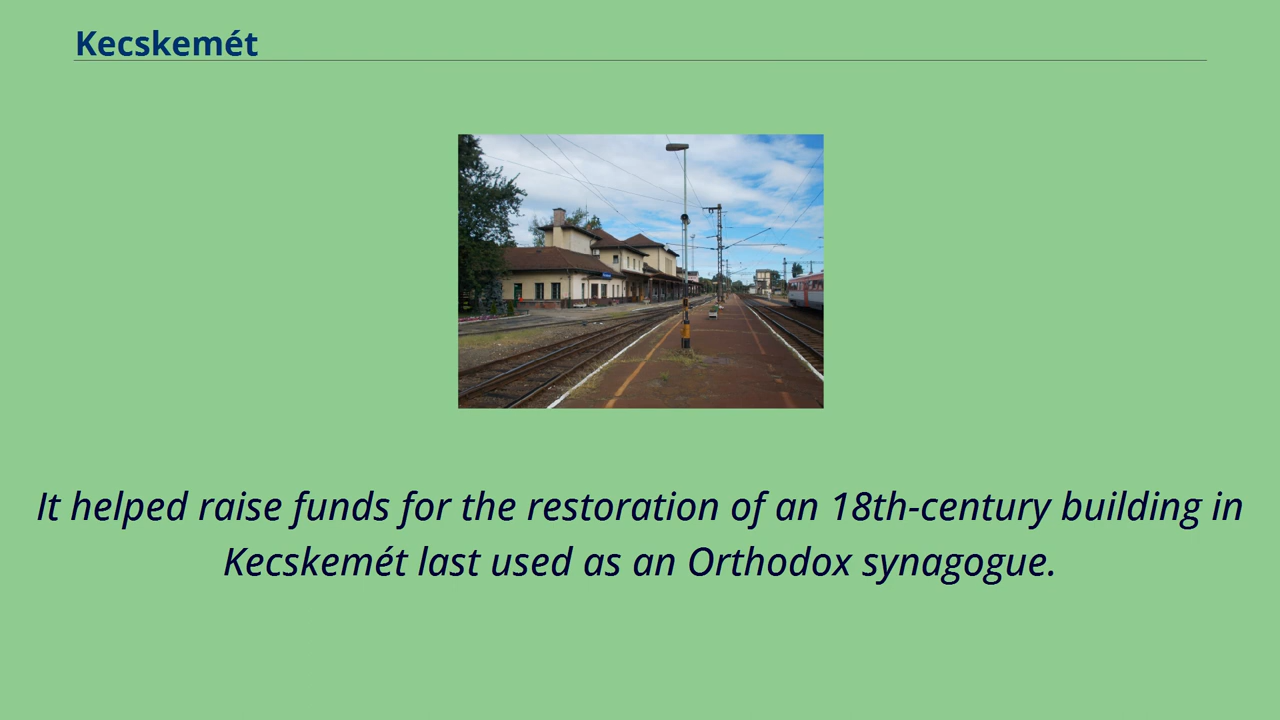 Kecskemét
It helped raise funds for the restoration of an 18th-century building in
Kecskemét last used as an Orthodox synagogue.